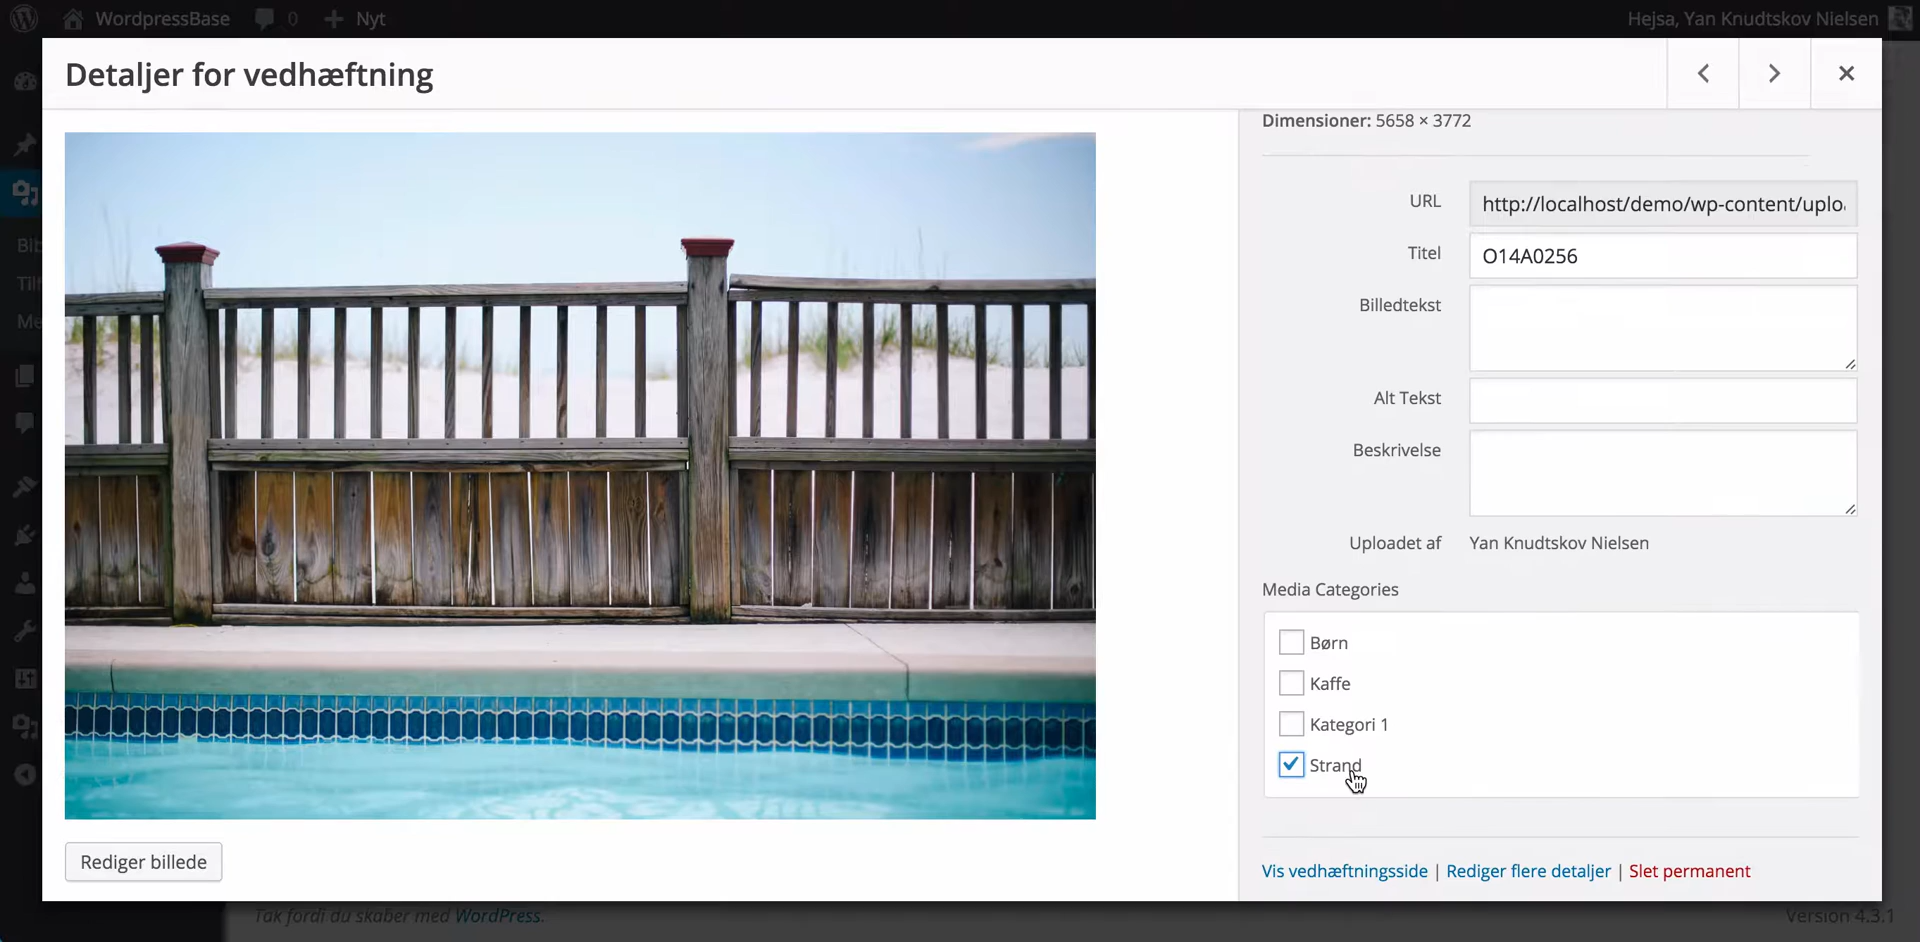 WordpressBase 0 Nyt Hejsa, Yan Knudtskov Nielsen
Detaljer for vedhæftning
Dimensioner: 5658 × 3772
URL http://localhost/demo/wp-content/uplo
Titel O14A0256
Billedtekst
Alt Tekst
Beskrivelse
Uploadet af Yan Knudtskov Nielsen
Media Categories
Børn
Kaffe
Kategori 1
Strand
Rediger billede
Vis vedhæftningsside | Rediger flere detaljer | Slet permanent
Tak fordi du skaber med WordPress.
Version 4.3.1